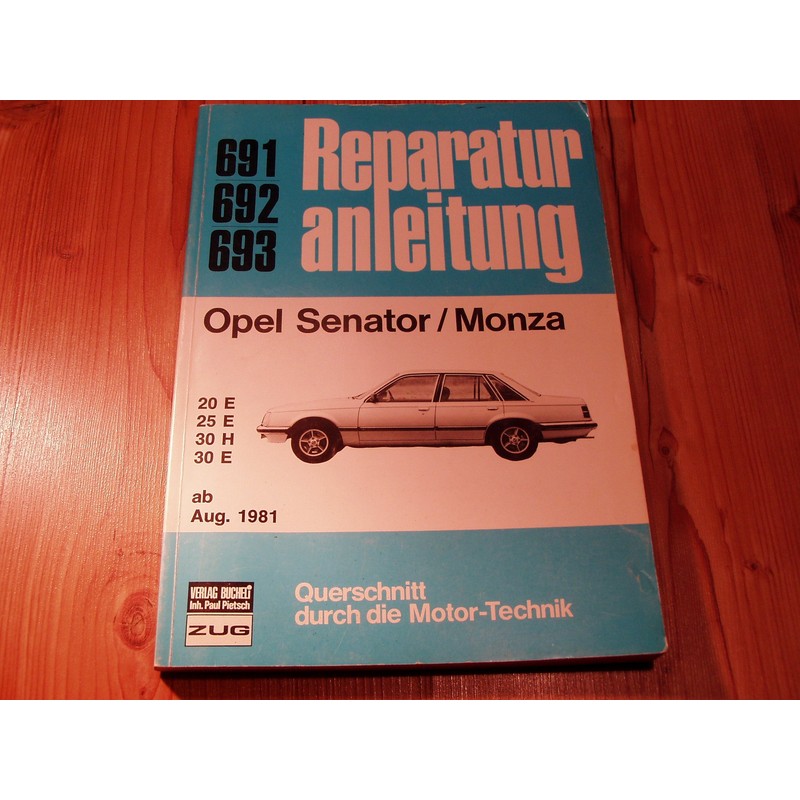 691
692
693
Reparatur
anleitung
Opel Senator / Monza
20 E
25 E
30 H
30 E
ab
Aug. 1981
VERLAG BUCHELI
Inh. Paul Pietsch
ZUG
Querschnitt
durch die Motor-Technik